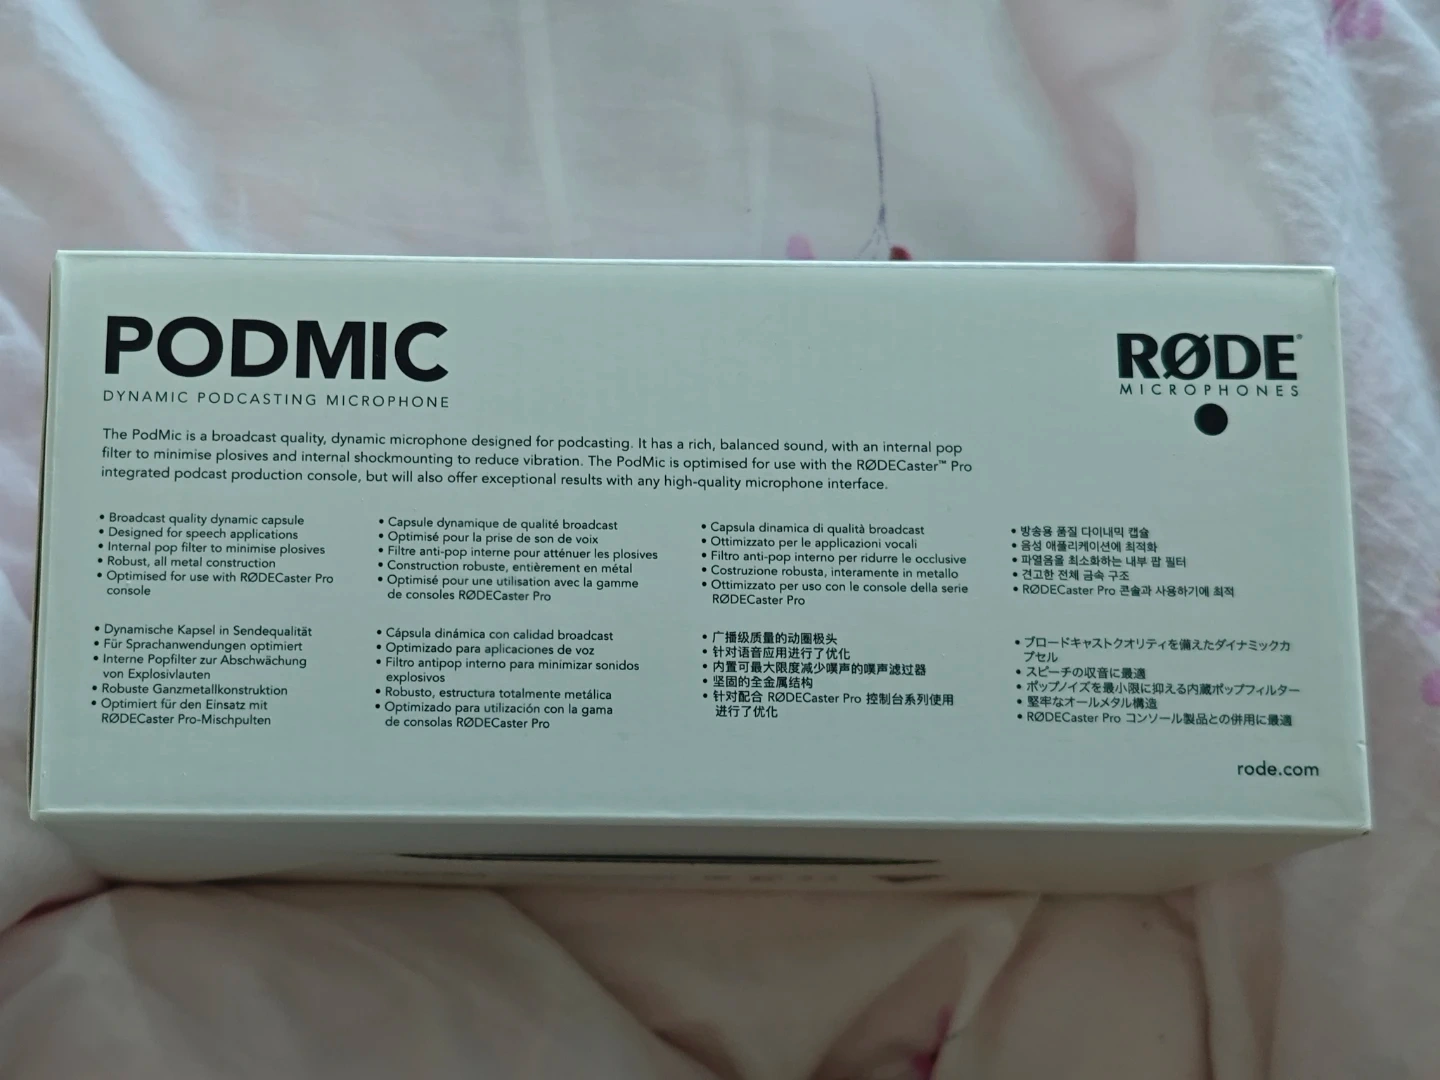 PODMIC
DYNAMIC PODCASTING MICROPHONE
RØDE®
MICROPHONES
The PodMic is a broadcast quality, dynamic microphone designed for podcasting. It has a rich, balanced sound, with an internal pop
filter to minimise plosives and internal shockmounting to reduce vibration. The PodMic is optimised for use with the RØDECaster™ Pro
integrated podcast production console, but will also offer exceptional results with any high-quality microphone interface.
• Broadcast quality dynamic capsule
• Designed for speech applications
• Internal pop filter to minimise plosives
• Robust, all metal construction
• Optimised for use with RØDECaster Pro
console
• Capsule dynamique de qualité broadcast
• Optimisé pour la prise de son de voix
• Filtre anti-pop interne pour atténuer les plosives
• Construction robuste, entièrement en métal
• Optimisé pour une utilisation avec la gamme
de consoles RØDECaster Pro
• Capsula dinamica di qualità broadcast
• Ottimizzato per le applicazioni vocali
• Filtro anti-pop interno per ridurre le occlusive
• Costruzione robusta, interamente in metallo
• Ottimizzato per uso con le console della serie
RØDECaster Pro
• 방송용 품질 다이내믹 캡슐
• 음성 애플리케이션에 최적화
• 파열음을 최소화하는 내부 팝 필터
• 견고한 전체 금속 구조
• RØDECaster Pro 콘솔과 사용하기에 최적
• Dynamische Kapsel in Sendequalität
• Für Sprachanwendungen optimiert
• Interne Popfilter zur Abschwächung
von Explosivlauten
• Robuste Ganzmetallkonstruktion
• Optimiert für den Einsatz mit
RØDECaster Pro-Mischpulten
• Cápsula dinámica con calidad broadcast
• Optimizado para aplicaciones de voz
• Filtro antipop interno para minimizar sonidos
explosivos
• Robusto, estructura totalmente metálica
• Optimizado para utilización con la gama
de consolas RØDECaster Pro
• 广播级质量的动圈极头
• 针对语音应用进行了优化
• 内置可最大限度减少噗声的噗声滤过器
• 坚固的全金属结构
• 针对配合 RØDECaster Pro 控制台系列使用
进行了优化
• ブロードキャストクオリティを備えたダイナミックカ
プセル
• スピーチの収音に最適
• ポップノイズを最小限に抑える内蔵ポップフィルター
• 堅牢なオールメタル構造
• RØDECaster Pro コンソール製品との併用に最適
rode.com